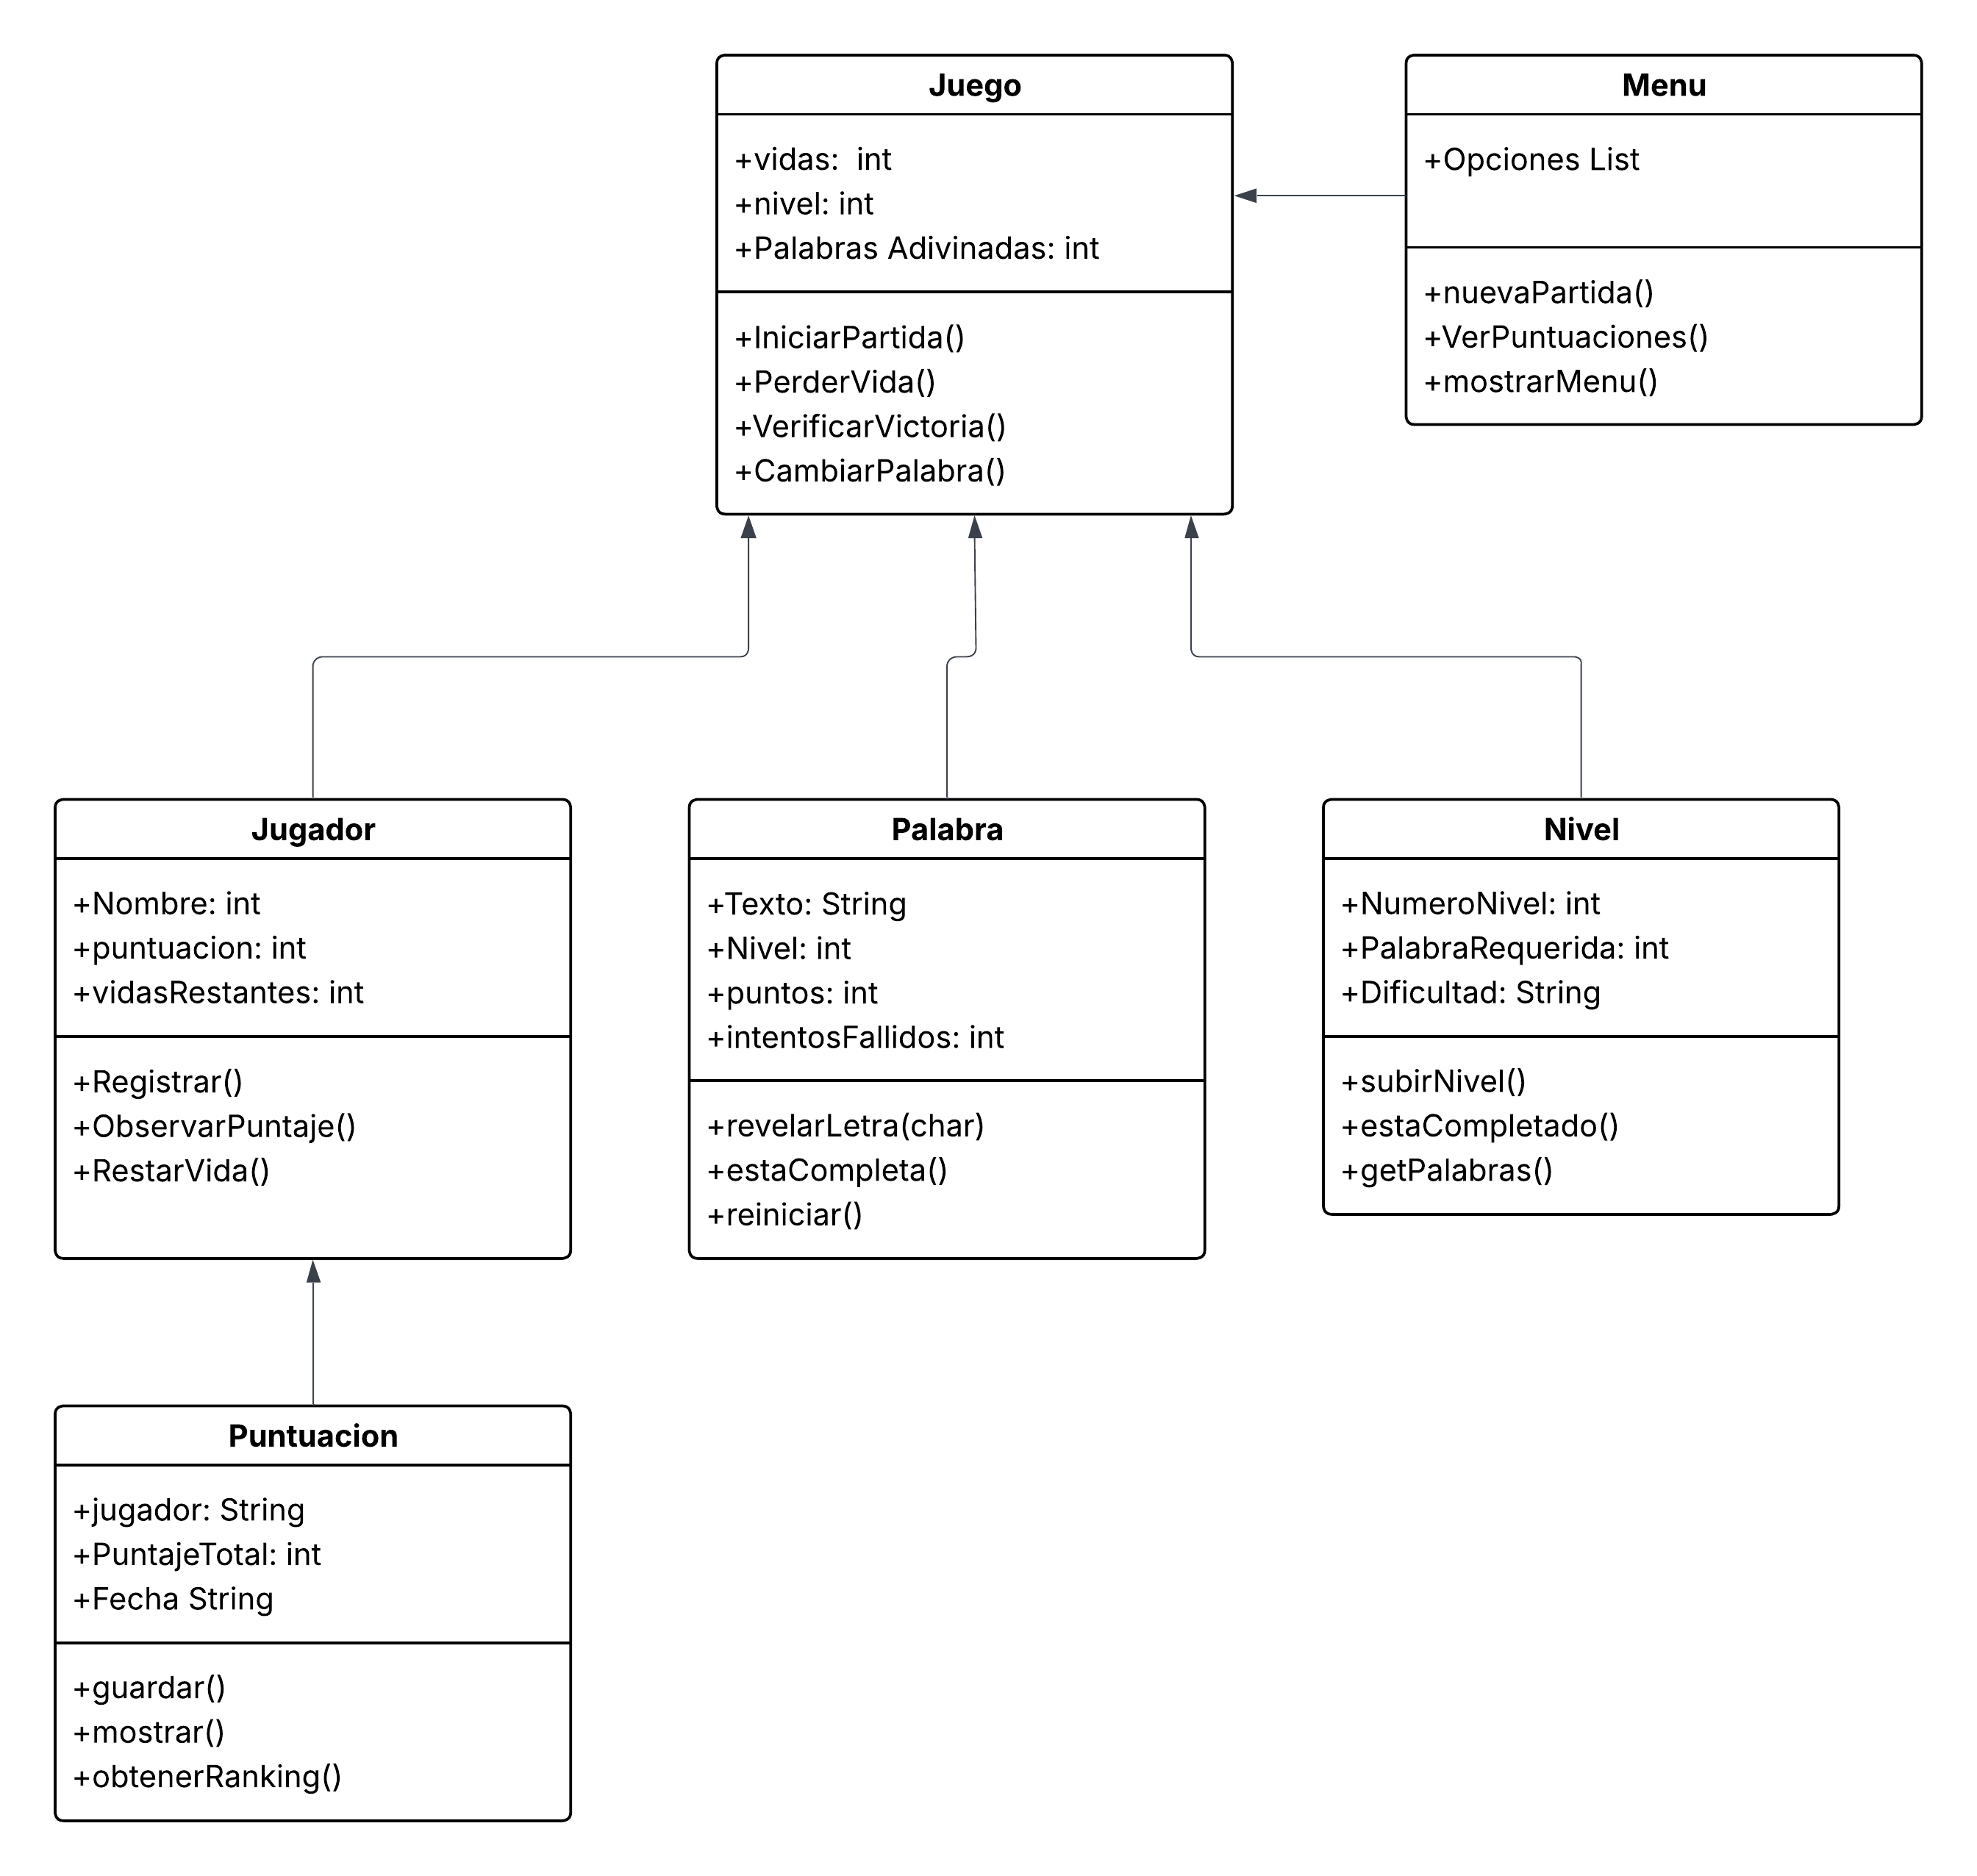 Juego
+vidas:  int
+nivel: int
+Palabras Adivinadas: int
+IniciarPartida()
+PerderVida()
+VerificarVictoria()
+CambiarPalabra()
Menu
+Opciones List
+nuevaPartida()
+VerPuntuaciones()
+mostrarMenu()
Jugador
+Nombre: int
+puntuacion: int
+vidasRestantes: int
+Registrar()
+ObservarPuntaje()
+RestarVida()
Palabra
+Texto: String
+Nivel: int
+puntos: int
+intentosFallidos: int
+revelarLetra(char)
+estaCompleta()
+reiniciar()
Nivel
+NumeroNivel: int
+PalabraRequerida: int
+Dificultad: String
+subirNivel()
+estaCompletado()
+getPalabras()
Puntuacion
+jugador: String
+PuntajeTotal: int
+Fecha String
+guardar()
+mostrar()
+obtenerRanking()